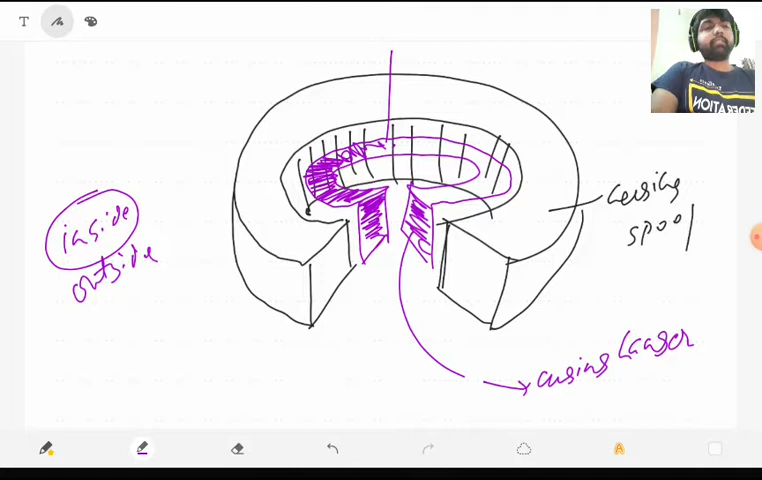 inside
outside
casing
spool
casing hanger